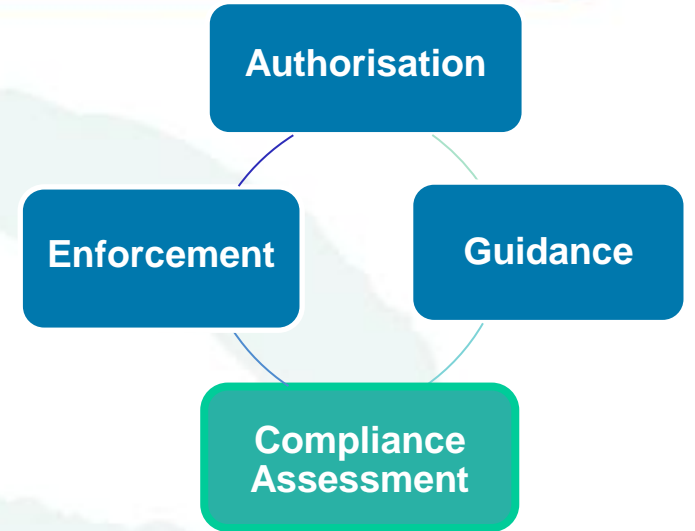 Authorisation
Enforcement
Guidance
Compliance
Assessment